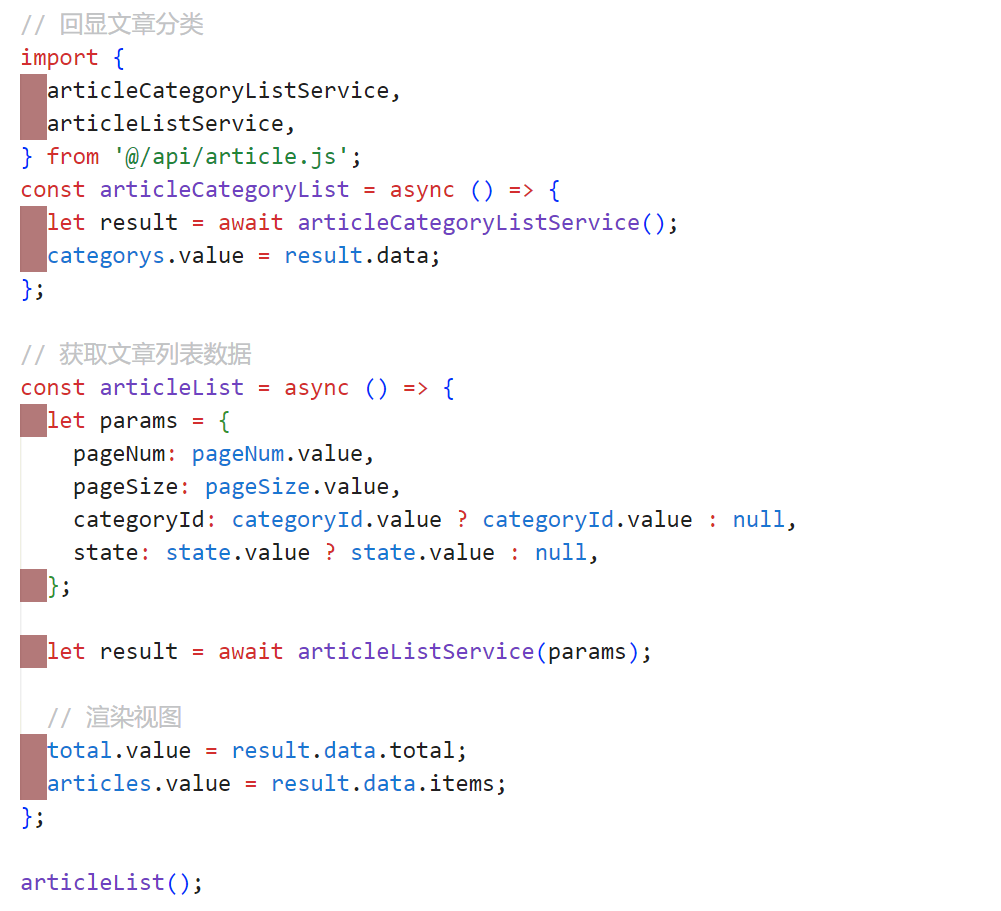 // 回显文章分类
import {
  articleCategoryListService,
  articleListService,
} from '@/api/article.js';
const articleCategoryList = async () => {
  let result = await articleCategoryListService();
  categorys.value = result.data;
};

// 获取文章列表数据
const articleList = async () => {
  let params = {
    pageNum: pageNum.value,
    pageSize: pageSize.value,
    categoryId: categoryId.value ? categoryId.value : null,
    state: state.value ? state.value : null,
  };

  let result = await articleListService(params);

  // 渲染视图
  total.value = result.data.total;
  articles.value = result.data.items;
};

articleList();